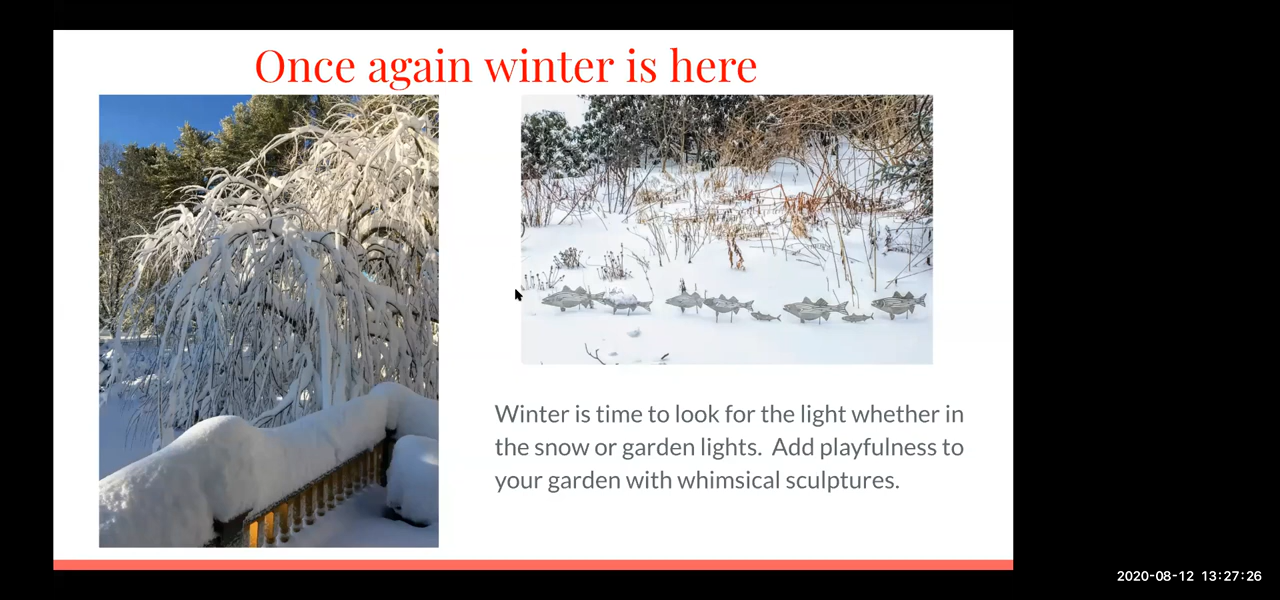 Once again winter is here
Winter is time to look for the light whether in
the snow or garden lights.  Add playfulness to
your garden with whimsical sculptures.
2020-08-12 13:27:26